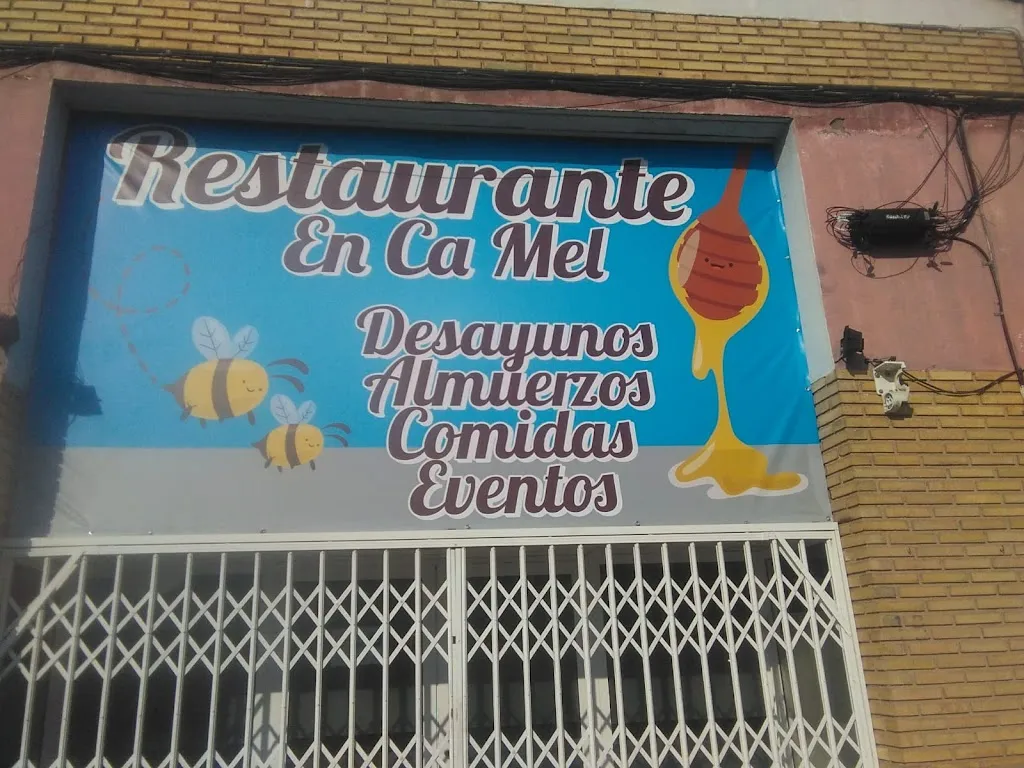 Restaurante
En Ca Mel
Desayunos
Almuerzos
Comidas
Eventos